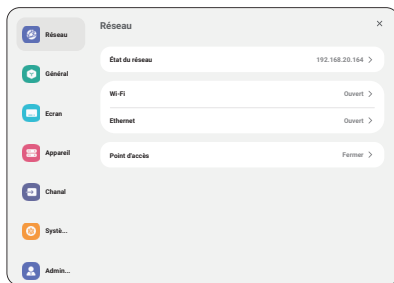 Réseau
Général
Ecran
Appareil
Chanal
Systè...
Admin...
Réseau
État du réseau 192.168.20.164
Wi-Fi Ouvert
Ethernet Ouvert
Point d'accès Fermer